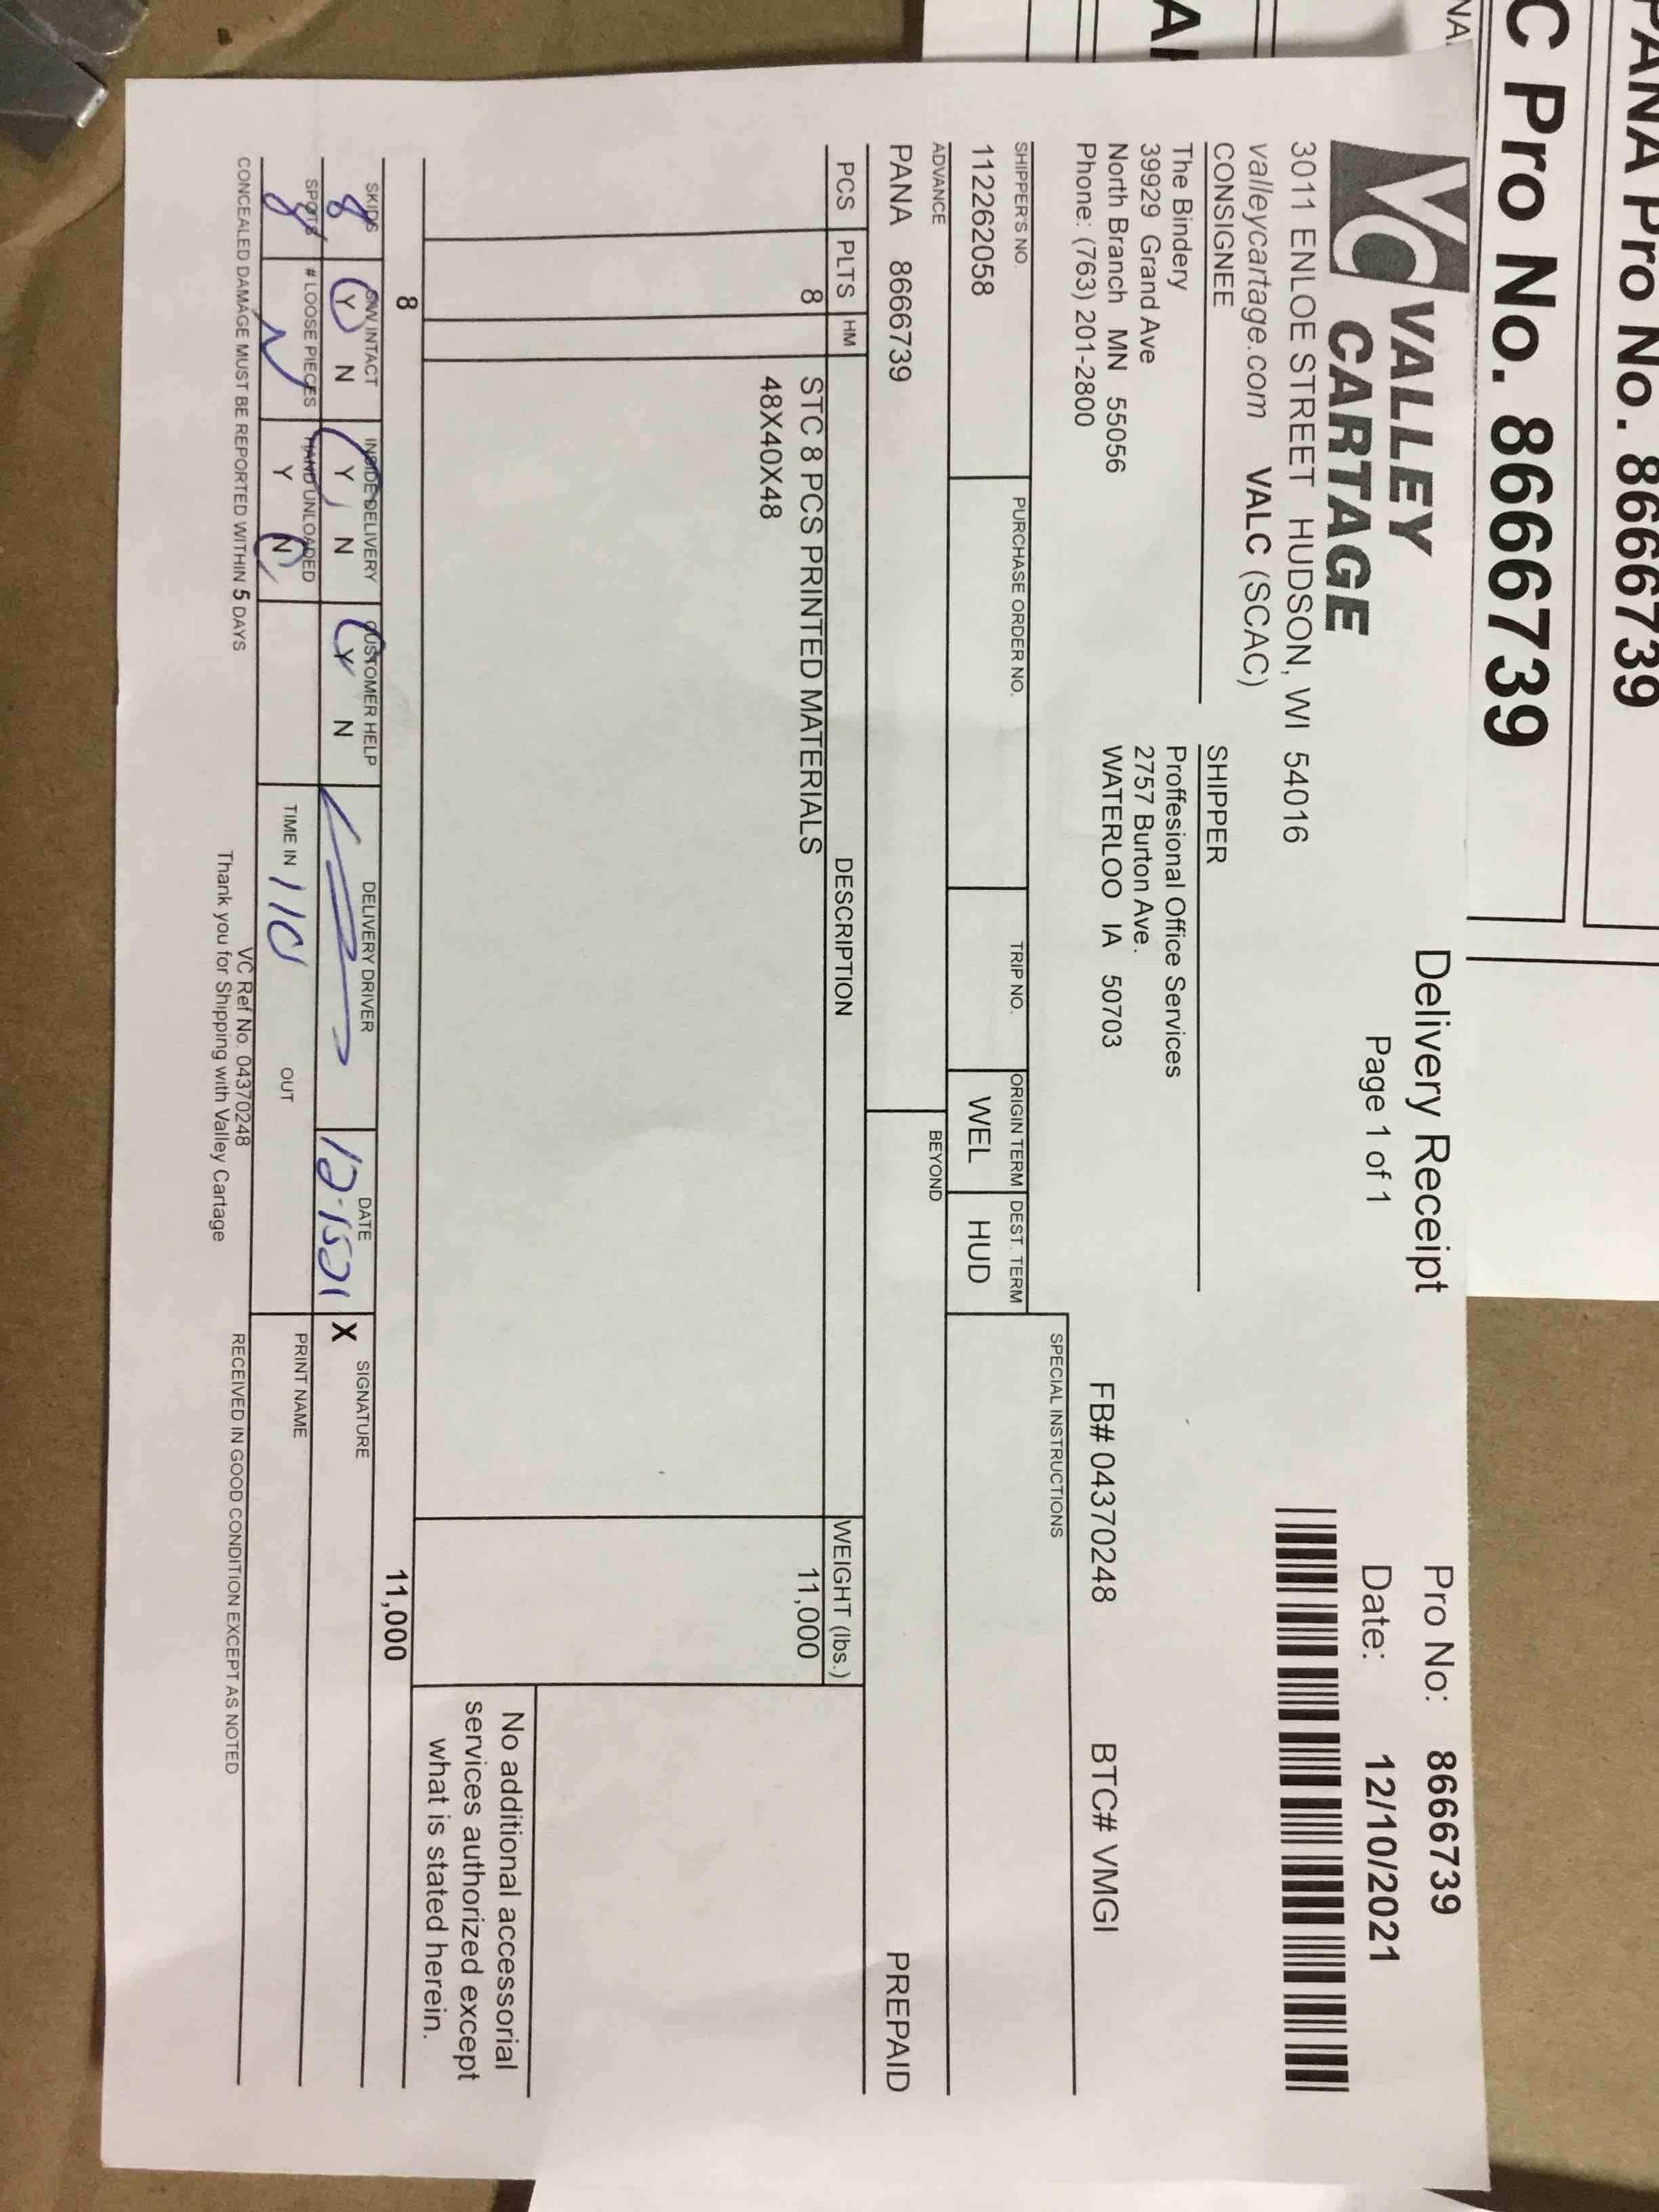 PANA Pro No. 8666739
C Pro No. 8666739
VC VALLEY
CARTAGE
Delivery Receipt
Page 1 of 1
Pro No: 8666739
Date: 12/10/2021
3011 ENLOE STREET HUDSON, WI 54016
valleycartage.com VALC (SCAC)
CONSIGNEE
The Bindery
39929 Grand Ave
North Branch MN 55056
Phone: (763) 201-2800
SHIPPER
Proffesional Office Services
2757 Burton Ave.
WATERLOO IA 50703
FB# 04370248 BTC# VMGI
SHIPPER'S NO. PURCHASE ORDER NO. TRIP NO. ORIGIN TERM DEST. TERM SPECIAL INSTRUCTIONS
112262058 WEL HUD
ADVANCE BEYOND
PANA 8666739 PREPAID
PCS PLTS HM DESCRIPTION WEIGHT (lbs.)
8 STC 8 PCS PRINTED MATERIALS 11,000
48X40X48
No additional accessorial
services authorized except
what is stated herein.
8 11,000
SKIDS S/W INTACT INSIDE DELIVERY CUSTOMER HELP DELIVERY DRIVER DATE SIGNATURE
8 Y N Y N Y N X
SPOTS # LOOSE PIECES HAND UNLOADED TIME IN OUT PRINT NAME
8 N Y N 110
CONCEALED DAMAGE MUST BE REPORTED WITHIN 5 DAYS
VC Ref No. 04370248
Thank you for Shipping with Valley Cartage
RECEIVED IN GOOD CONDITION EXCEPT AS NOTED